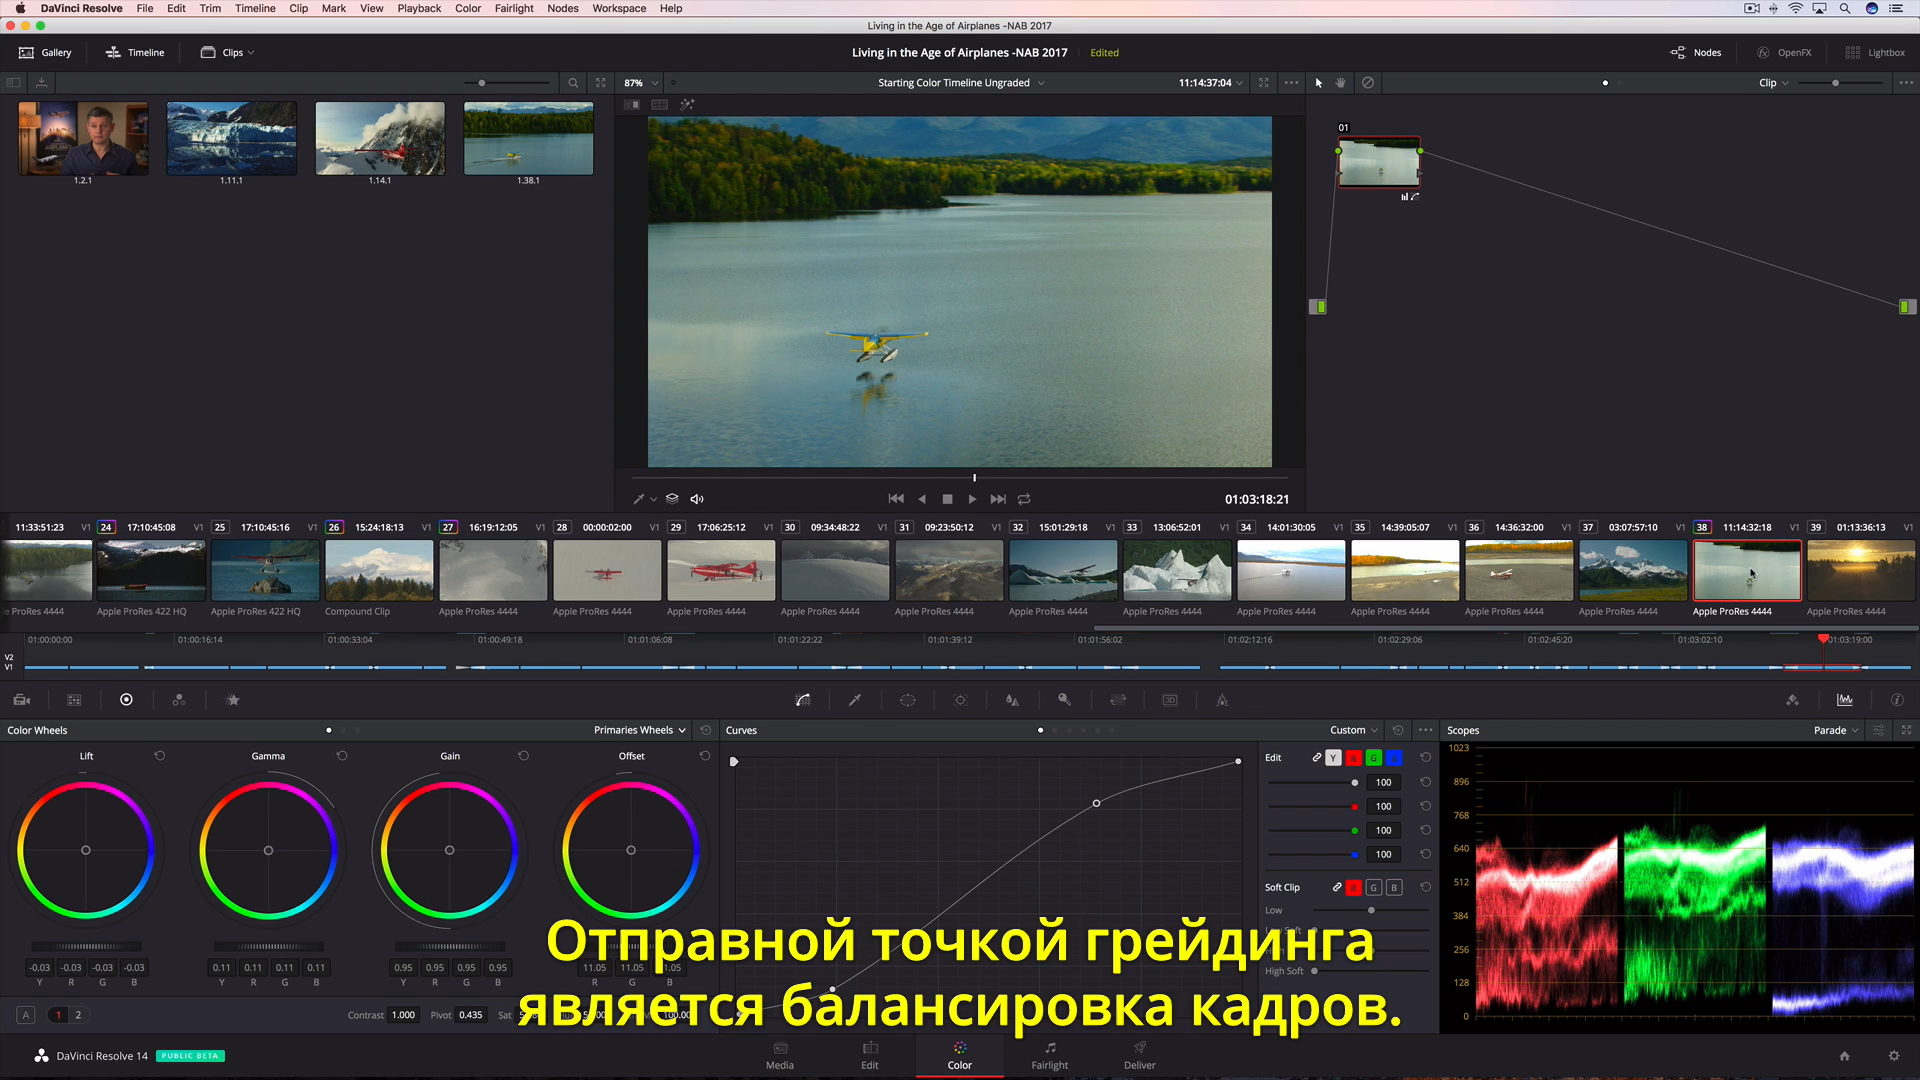 DaVinci Resolve File Edit Trim Timeline Clip Mark View Playback Color Fairlight Nodes Workspace Help
Living in the Age of Airplanes -NAB 2017
Gallery Timeline Clips Living in the Age of Airplanes -NAB 2017 Edited Nodes OpenFX Lightbox
87% Starting Color Timeline Ungraded 11:14:37:04 Clip
01
1.2.1 1.11.1 1.14.1 1.38.1
01:03:18:21
11:33:51:23 V1 24 17:10:45:08 V1 25 17:10:45:16 V1 26 15:24:18:13 V1 27 16:19:12:05 V1 28 00:00:02:00 V1 29 17:06:25:12 V1 30 09:34:48:22 V1 31 09:23:50:12 V1 32 15:01:29:18 V1 33 13:06:52:01 V1 34 14:01:30:05 V1 35 14:39:05:07 V1 36 14:36:32:00 V1 37 03:07:57:10 V1 38 11:14:32:18 V1 39 01:13:36:13 V1
e ProRes 4444 Apple ProRes 422 HQ Apple ProRes 422 HQ Compound Clip Apple ProRes 4444 Apple ProRes 4444 Apple ProRes 4444 Apple ProRes 4444 Apple ProRes 4444 Apple ProRes 4444 Apple ProRes 4444 Apple ProRes 4444 Apple ProRes 4444 Apple ProRes 4444 Apple ProRes 4444 Apple ProRes 4444 Apple ProRes 4444
01:00:00:00 01:00:16:14 01:00:33:04 01:00:49:18 01:01:06:08 01:01:22:22 01:01:39:12 01:01:56:02 01:02:12:16 01:02:29:06 01:02:45:20 01:03:02:10 01:03:19:00
V2
V1
Color Wheels Primaries Wheels Curves Custom Scopes Parade
Lift Gamma Gain Offset Edit Y R G B
100
100
100
100
Soft Clip R G B
Low
High Soft
1023
896
768
640
512
384
256
128
0
-0.03 -0.03 -0.03 -0.03 0.11 0.11 0.11 0.11 0.95 0.95 0.95 0.95 11.05 11.05 1.05
Y R G B Y R G B Y R G B R G B
A 1 2 Contrast 1.000 Pivot 0.435 Sat
Отправной точкой грейдинга
является балансировка кадров.
DaVinci Resolve 14 PUBLIC BETA Media Edit Color Fairlight Deliver